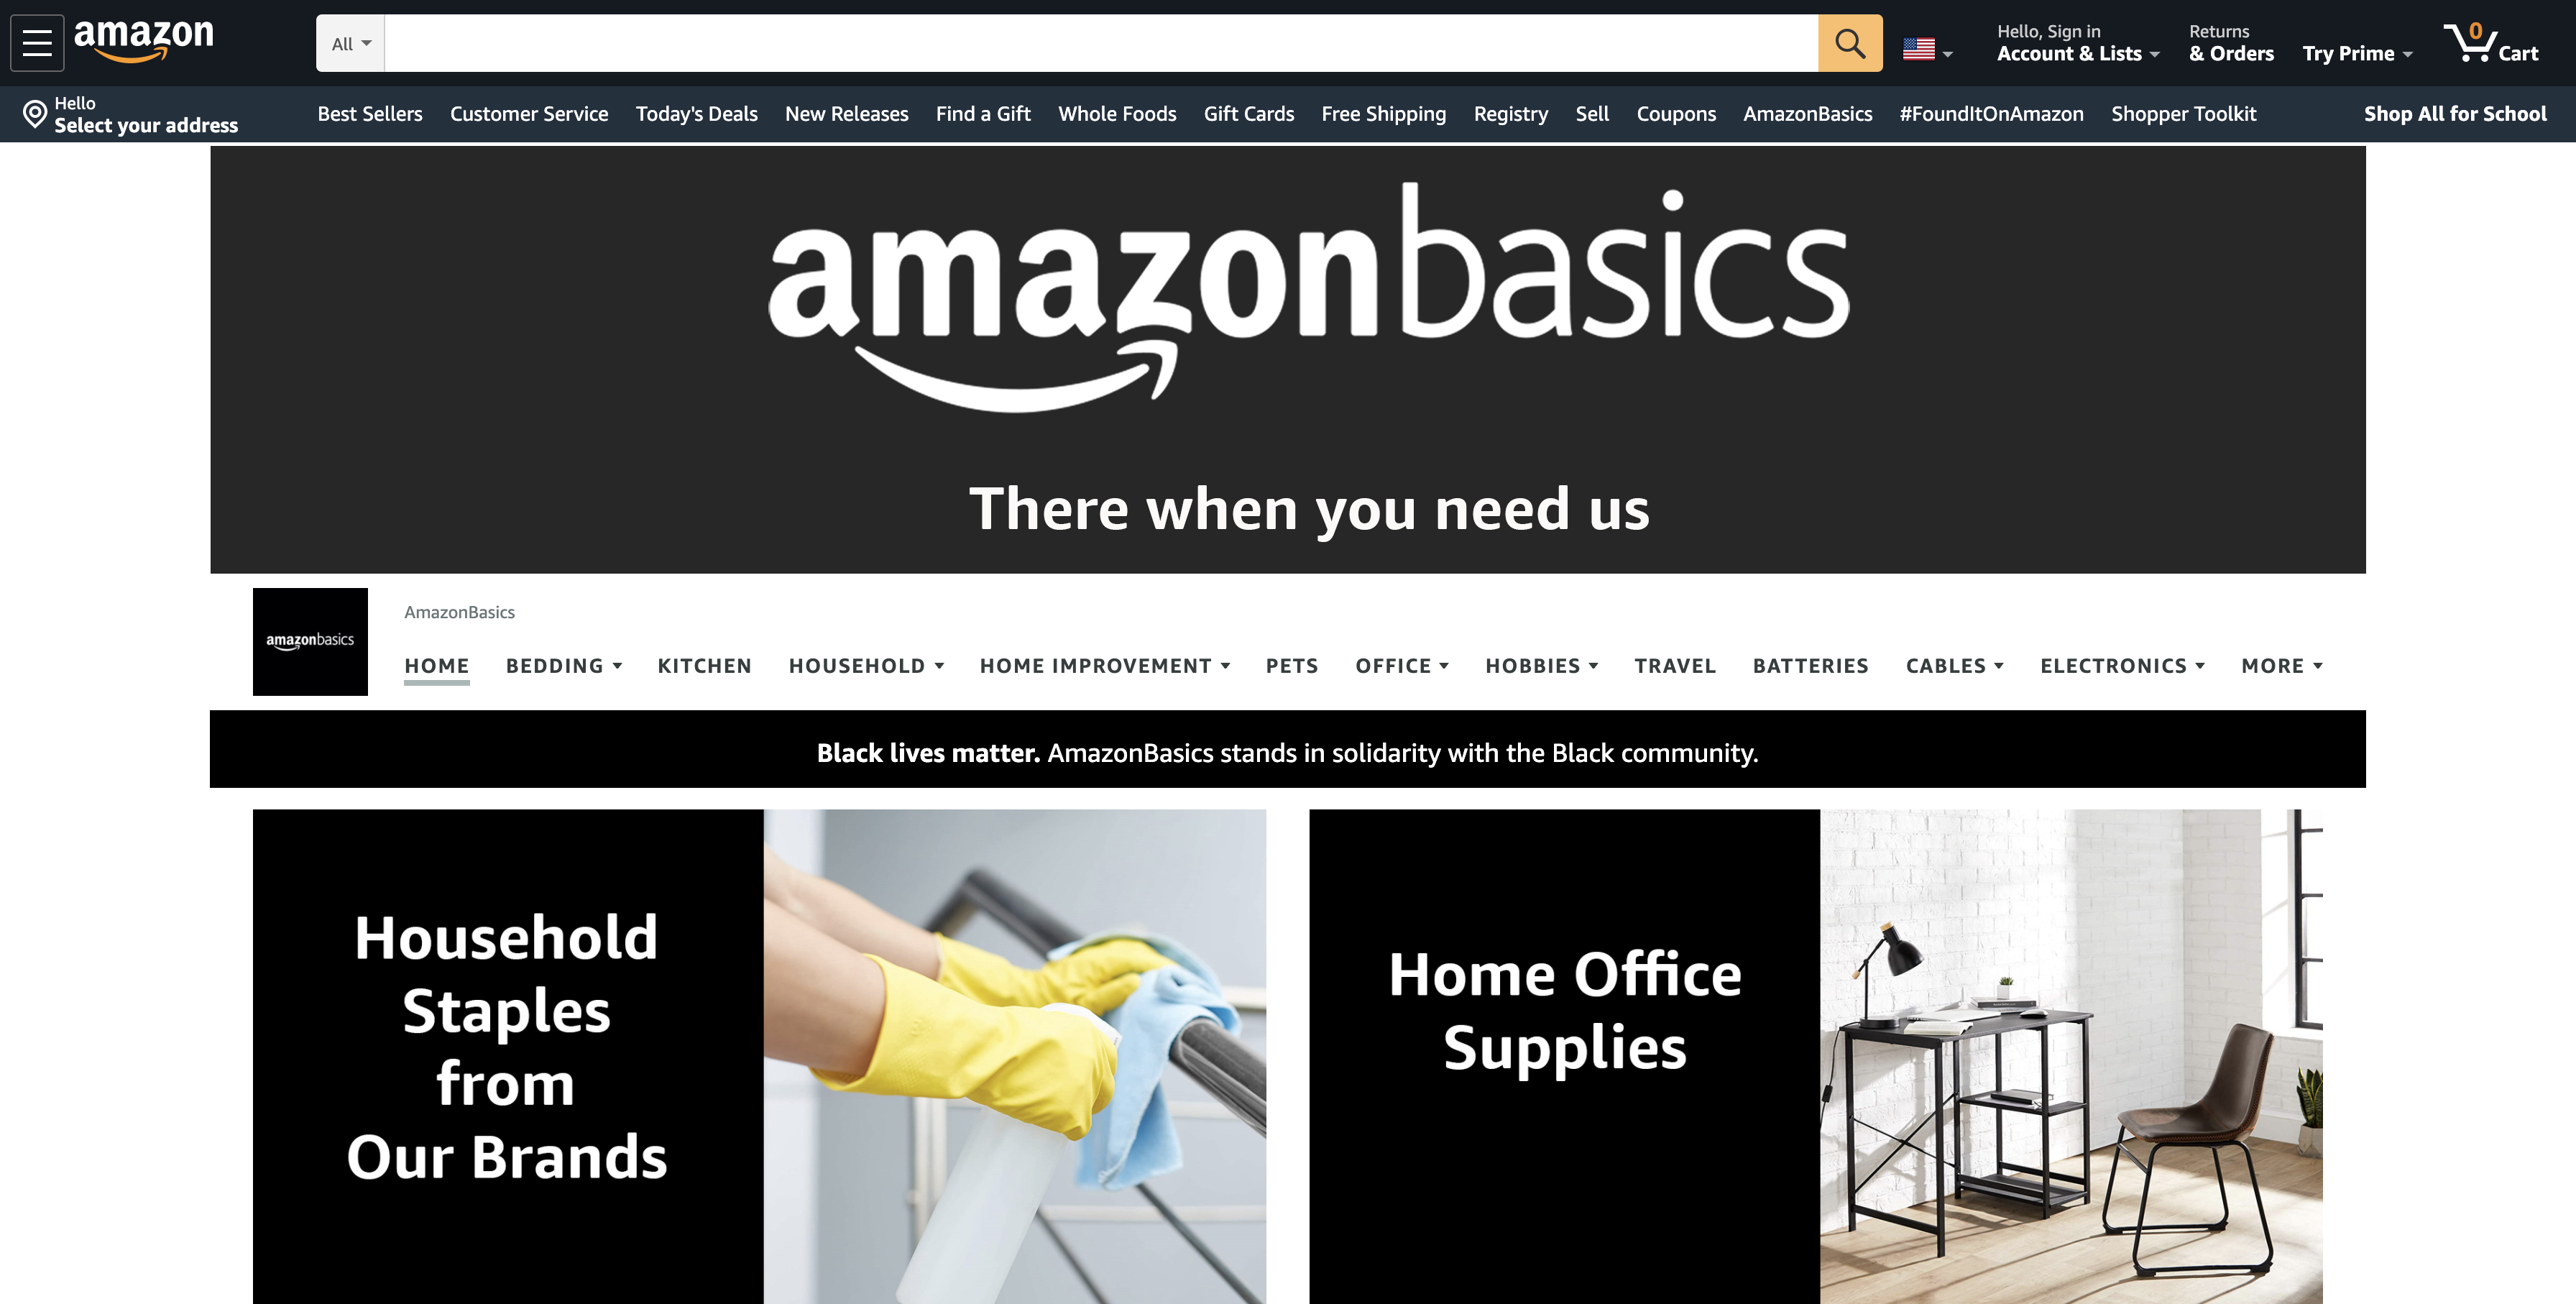 amazon
All
Hello, Sign in
Account & Lists
Returns
& Orders
Try Prime
0
Cart
Hello
Select your address
Best Sellers
Customer Service
Today's Deals
New Releases
Find a Gift
Whole Foods
Gift Cards
Free Shipping
Registry
Sell
Coupons
AmazonBasics
#FoundItOnAmazon
Shopper Toolkit
Shop All for School
amazonbasics
There when you need us
amazonbasics
AmazonBasics
HOME
BEDDING
KITCHEN
HOUSEHOLD
HOME IMPROVEMENT
PETS
OFFICE
HOBBIES
TRAVEL
BATTERIES
CABLES
ELECTRONICS
MORE
Black lives matter. AmazonBasics stands in solidarity with the Black community.
Household
Staples
from
Our Brands
Home Office
Supplies